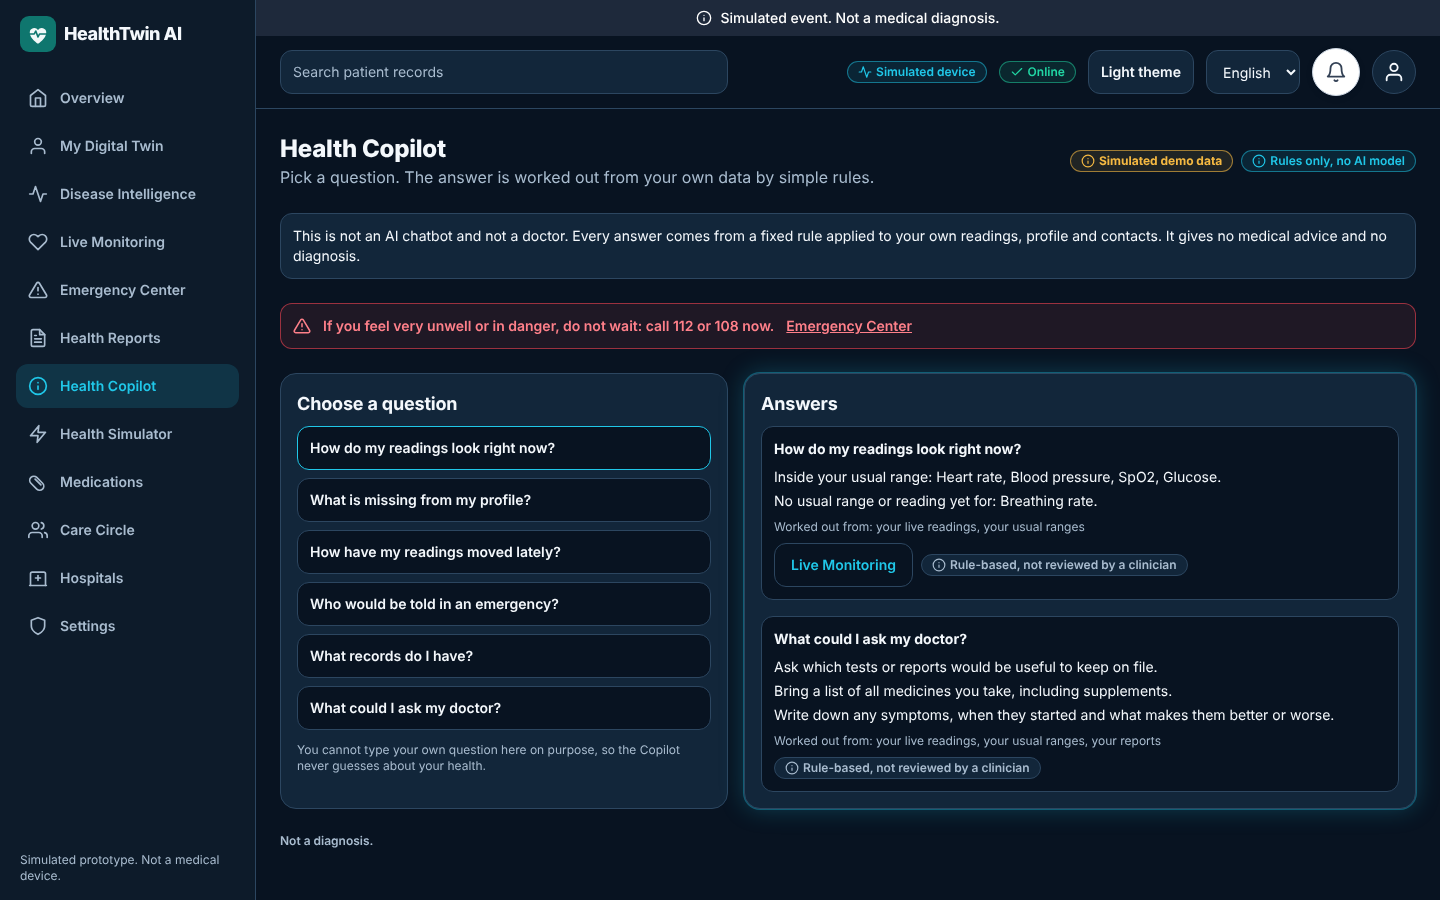 HealthTwin AI
Overview
My Digital Twin
Disease Intelligence
Live Monitoring
Emergency Center
Health Reports
Health Copilot
Health Simulator
Medications
Care Circle
Hospitals
Settings
Simulated prototype. Not a medical
device.
Simulated event. Not a medical diagnosis.
Search patient records
Simulated device
Online
Light theme
English
Health Copilot
Pick a question. The answer is worked out from your own data by simple rules.
Simulated demo data
Rules only, no AI model
This is not an AI chatbot and not a doctor. Every answer comes from a fixed rule applied to your own readings, profile and contacts. It gives no medical advice and no
diagnosis.
If you feel very unwell or in danger, do not wait: call 112 or 108 now. Emergency Center
Choose a question
How do my readings look right now?
What is missing from my profile?
How have my readings moved lately?
Who would be told in an emergency?
What records do I have?
What could I ask my doctor?
You cannot type your own question here on purpose, so the Copilot
never guesses about your health.
Answers
How do my readings look right now?
Inside your usual range: Heart rate, Blood pressure, SpO2, Glucose.
No usual range or reading yet for: Breathing rate.
Worked out from: your live readings, your usual ranges
Live Monitoring
Rule-based, not reviewed by a clinician
What could I ask my doctor?
Ask which tests or reports would be useful to keep on file.
Bring a list of all medicines you take, including supplements.
Write down any symptoms, when they started and what makes them better or worse.
Worked out from: your live readings, your usual ranges, your reports
Rule-based, not reviewed by a clinician
Not a diagnosis.